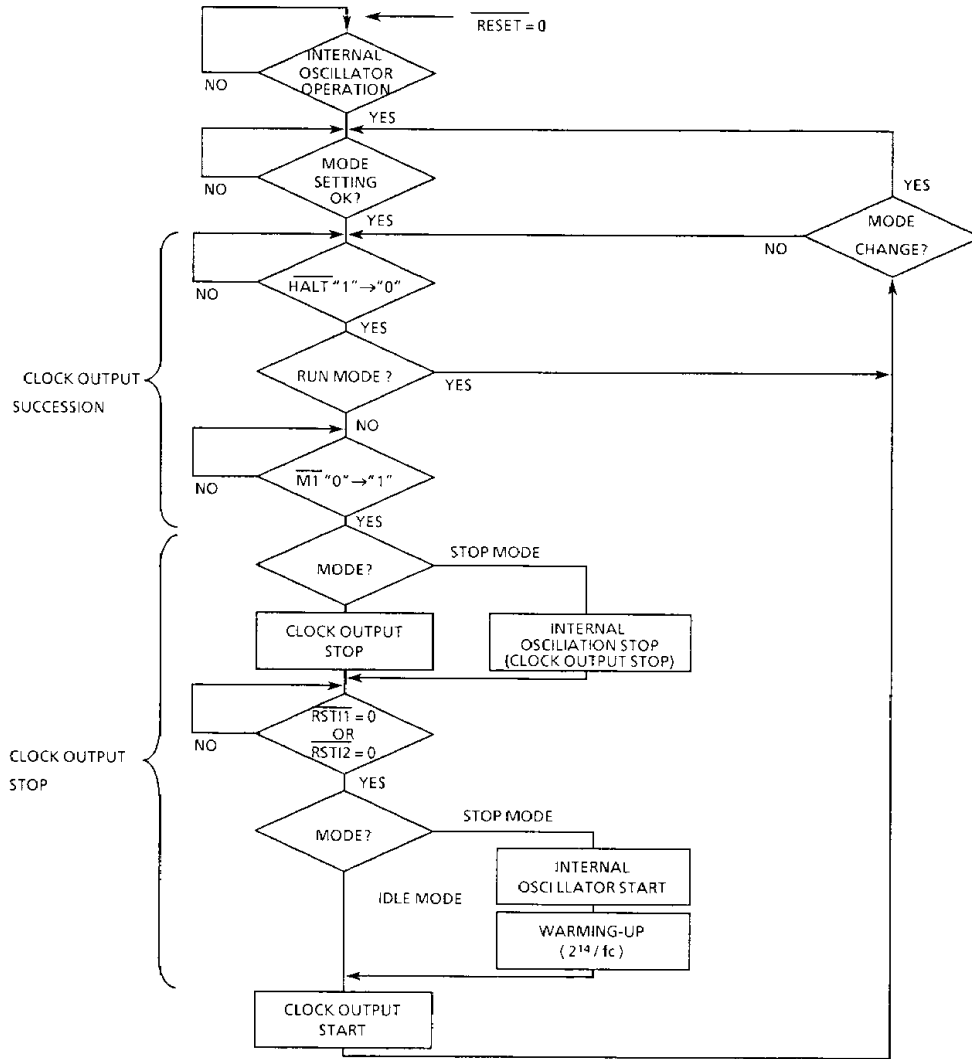 RESET = 0
INTERNAL
OSCILLATOR
OPERATION
NO
YES
MODE
SETTING
OK?
NO
YES
YES
MODE
CHANGE?
NO
HALT "1"→"0"
NO
YES
RUN MODE ?
YES
CLOCK OUTPUT
SUCCESSION
NO
M1 "0"→"1"
NO
YES
MODE?
STOP MODE
CLOCK OUTPUT
STOP
INTERNAL
OSCILIATION STOP
(CLOCK OUTPUT STOP)
RSTI1 = 0
OR
RSTI2 = 0
NO
YES
CLOCK OUTPUT
STOP
MODE?
STOP MODE
INTERNAL
OSCILLATOR START
IDLE MODE
WARMING-UP
( 2¹⁴ / fc )
CLOCK OUTPUT
START